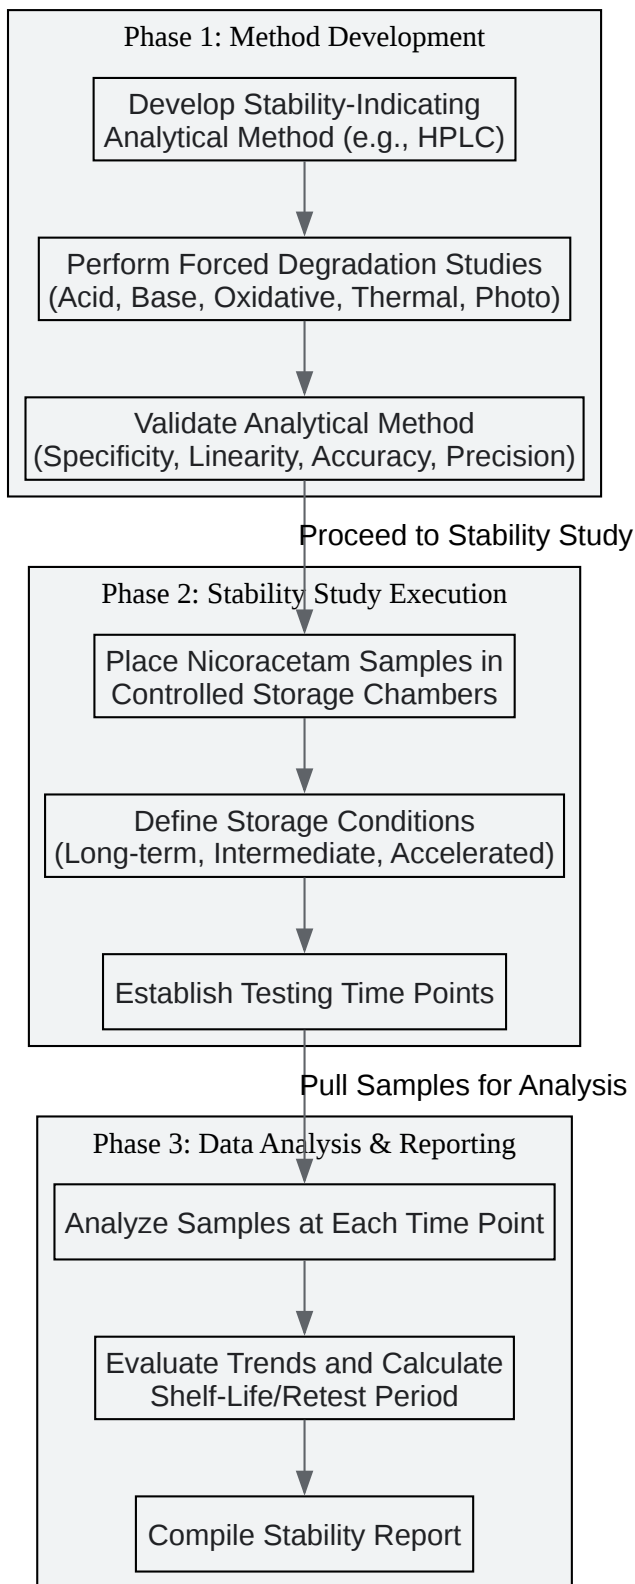 Phase 1: Method Development
Develop Stability-Indicating
Analytical Method (e.g., HPLC)
Perform Forced Degradation Studies
(Acid, Base, Oxidative, Thermal, Photo)
Validate Analytical Method
(Specificity, Linearity, Accuracy, Precision)
Proceed to Stability Study
Phase 2: Stability Study Execution
Place Nicoracetam Samples in
Controlled Storage Chambers
Define Storage Conditions
(Long-term, Intermediate, Accelerated)
Establish Testing Time Points
Pull Samples for Analysis
Phase 3: Data Analysis & Reporting
Analyze Samples at Each Time Point
Evaluate Trends and Calculate
Shelf-Life/Retest Period
Compile Stability Report